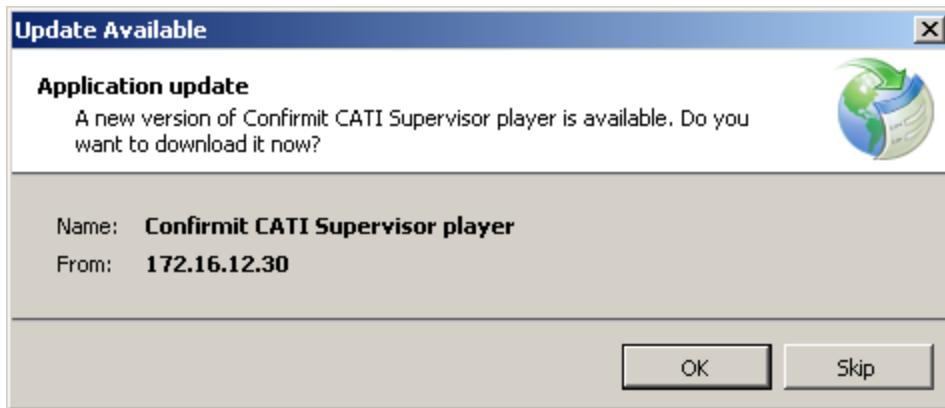 Update Available
Application update
A new version of Confirmit CATI Supervisor player is available. Do you
want to download it now?
Name: Confirmit CATI Supervisor player
From: 172.16.12.30
OK Skip